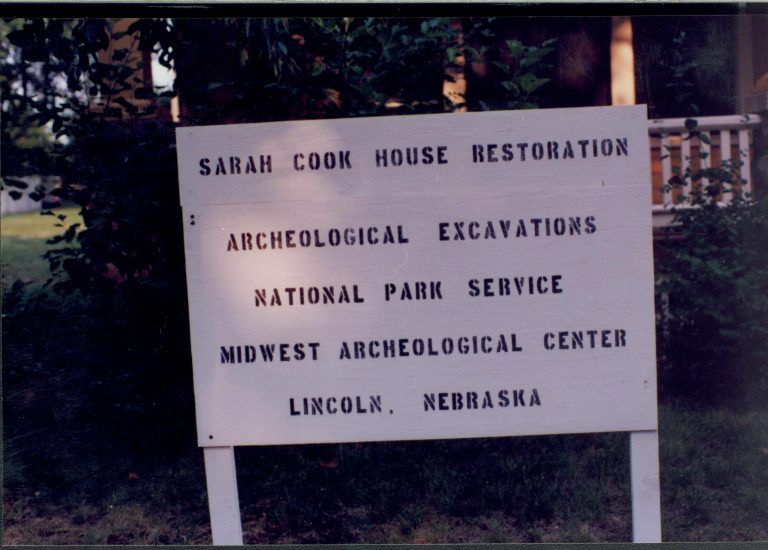 SARAH COOK HOUSE RESTORATION
ARCHEOLOGICAL EXCAVATIONS
NATIONAL PARK SERVICE
MIDWEST ARCHEOLOGICAL CENTER
LINCOLN, NEBRASKA